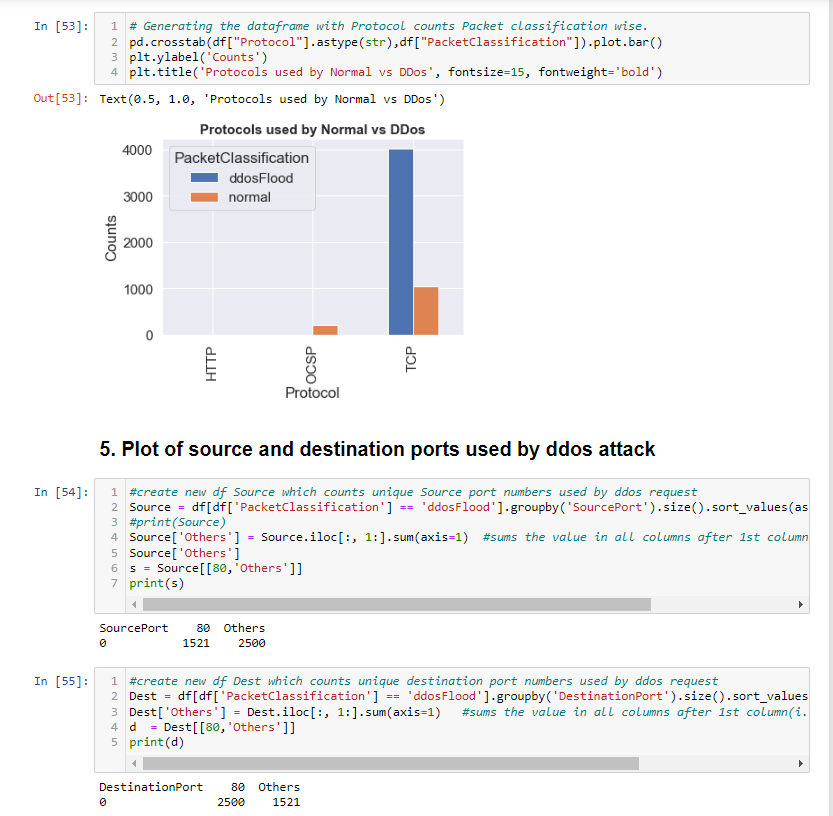 In [53]:
1 # Generating the dataframe with Protocol counts Packet classification wise.
2 pd.crosstab(df["Protocol"].astype(str),df["PacketClassification"]).plot.bar()
3 plt.ylabel('Counts')
4 plt.title('Protocols used by Normal vs DDos', fontsize=15, fontweight='bold')
Out[53]: Text(0.5, 1.0, 'Protocols used by Normal vs DDos')
Protocols used by Normal vs DDos
PacketClassification
ddosFlood
normal
4000
3000
2000
1000
0
Counts
HTTP
OCSP
TCP
Protocol
5. Plot of source and destination ports used by ddos attack
In [54]:
1 #create new df Source which counts unique Source port numbers used by ddos request
2 Source = df[df['PacketClassification'] == 'ddosFlood'].groupby('SourcePort').size().sort_values(as
3 #print(Source)
4 Source['Others'] = Source.iloc[:, 1:].sum(axis=1)  #sums the value in all columns after 1st column
5 Source['Others']
6 s = Source[[80,'Others']]
7 print(s)
SourcePort    80  Others
0           1521    2500
In [55]:
1 #create new df Dest which counts unique destination port numbers used by ddos request
2 Dest = df[df['PacketClassification'] == 'ddosFlood'].groupby('DestinationPort').size().sort_values
3 Dest['Others'] = Dest.iloc[:, 1:].sum(axis=1)   #sums the value in all columns after 1st column(i.
4 d  = Dest[[80,'Others']]
5 print(d)
DestinationPort    80  Others
0                2500    1521